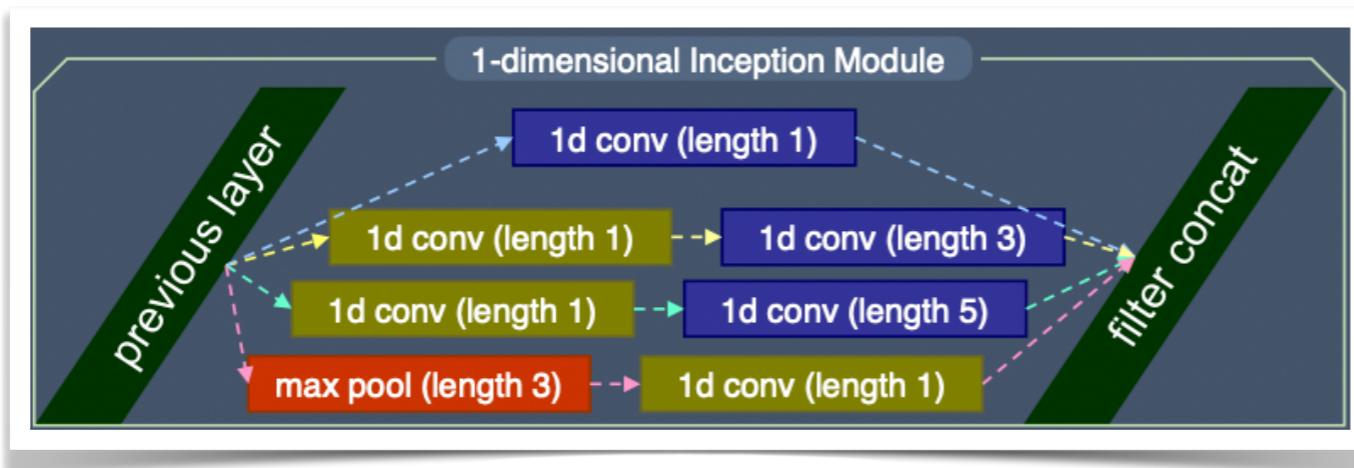 1-dimensional Inception Module
previous layer
1d conv (length 1)
1d conv (length 1)
1d conv (length 3)
1d conv (length 1)
1d conv (length 5)
max pool (length 3)
1d conv (length 1)
filter concat